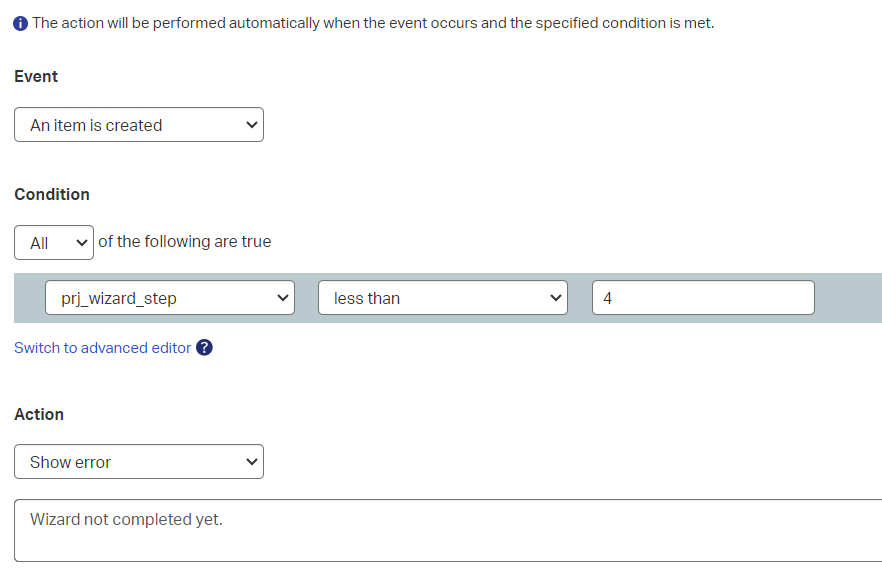 The action will be performed automatically when the event occurs and the specified condition is met.
Event
An item is created
Condition
All of the following are true
prj_wizard_step less than 4
Switch to advanced editor ?
Action
Show error
Wizard not completed yet.